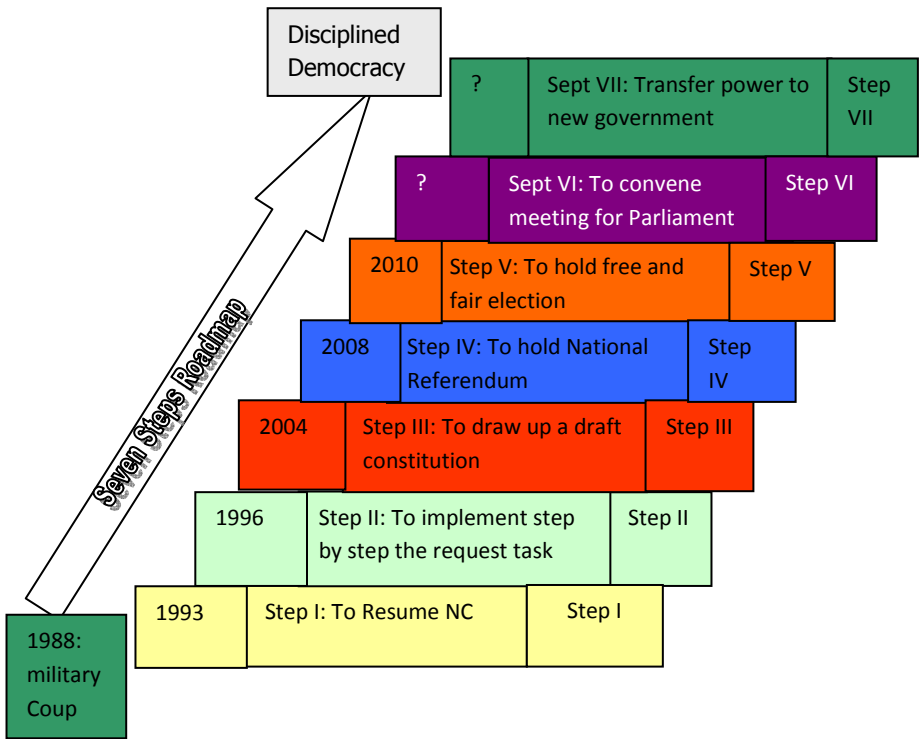 Disciplined
Democracy
?
Sept VII: Transfer power to
new government
Step
VII
?
Sept VI: To convene
meeting for Parliament
Step VI
2010
Step V: To hold free and
fair election
Step V
2008
Step IV: To hold National
Referendum
Step
IV
2004
Step III: To draw up a draft
constitution
Step III
1996
Step II: To implement step
by step the request task
Step II
1993
Step I: To Resume NC
Step I
1988:
military
Coup
Seven Steps Roadmap